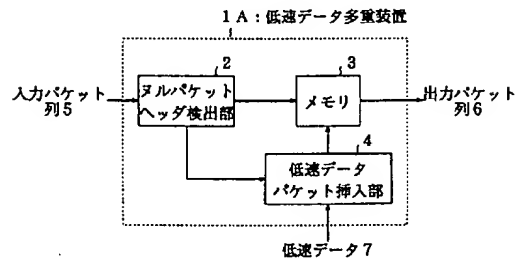 1A:低速データ多重装置
2
3
入力パケット
列5
ヌルパケット
ヘッダ検出部
メモリ
出力パケット
列6
4
低速データ
パケット挿入部
低速データ7